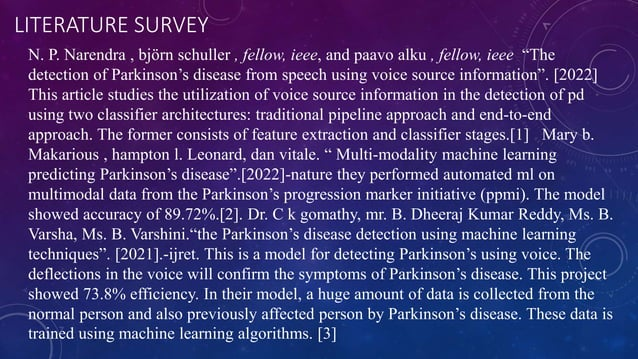 LITERATURE SURVEY
N. P. Narendra , björn schuller , fellow, ieee, and paavo alku , fellow, ieee “The
detection of Parkinson’s disease from speech using voice source information”. [2022]
This article studies the utilization of voice source information in the detection of pd
using two classifier architectures: traditional pipeline approach and end-to-end
approach. The former consists of feature extraction and classifier stages.[1] Mary b.
Makarious , hampton l. Leonard, dan vitale. “ Multi-modality machine learning
predicting Parkinson’s disease”.[2022]-nature they performed automated ml on
multimodal data from the Parkinson’s progression marker initiative (ppmi). The model
showed accuracy of 89.72%.[2]. Dr. C k gomathy, mr. B. Dheeraj Kumar Reddy, Ms. B.
Varsha, Ms. B. Varshini.“the Parkinson’s disease detection using machine learning
techniques”. [2021].-ijret. This is a model for detecting Parkinson’s using voice. The
deflections in the voice will confirm the symptoms of Parkinson’s disease. This project
showed 73.8% efficiency. In their model, a huge amount of data is collected from the
normal person and also previously affected person by Parkinson’s disease. These data is
trained using machine learning algorithms. [3]